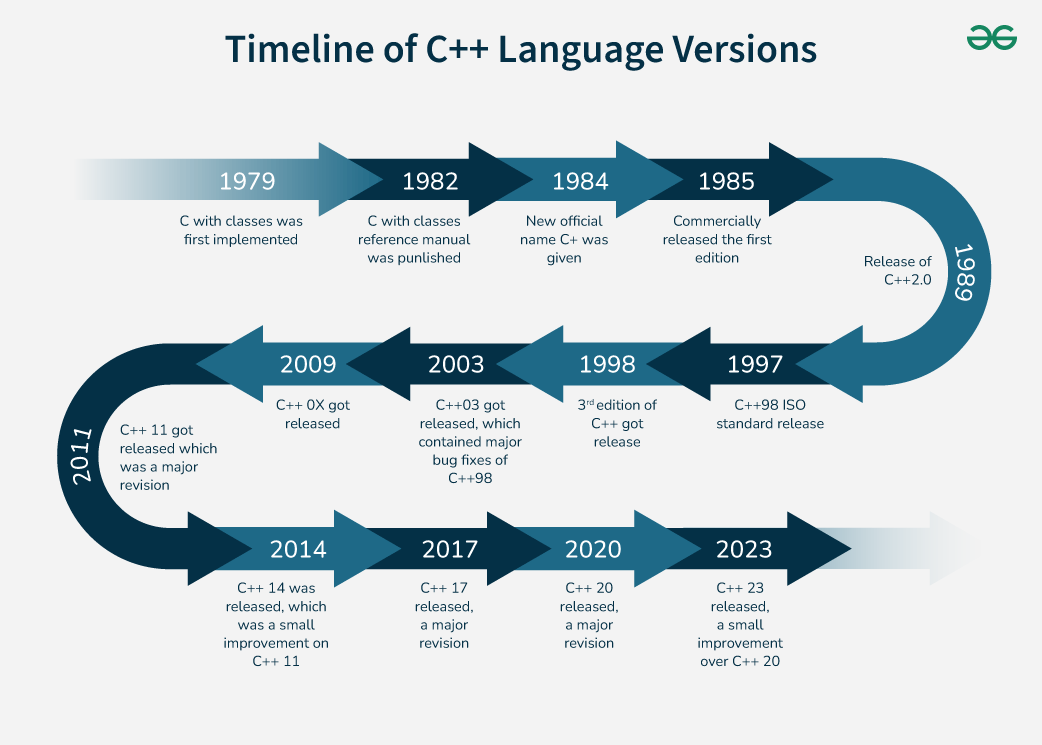 Timeline of C++ Language Versions
1979
C with classes was
first implemented
1982
C with classes
reference manual
was punlished
1984
New official
name C+ was
given
1985
Commercially
released the first
edition
1989
Release of
C++2.0
1997
C++98 ISO
standard release
1998
3rd edition of
C++ got
release
2003
C++03 got
released, which
contained major
bug fixes of
C++98
2009
C++ 0X got
released
2011
C++ 11 got
released which
was a major
revision
2014
C++ 14 was
released, which
was a small
improvement on
C++ 11
2017
C++ 17
released,
a major
revision
2020
C++ 20
released,
a major
revision
2023
C++ 23
released,
a small
improvement
over C++ 20